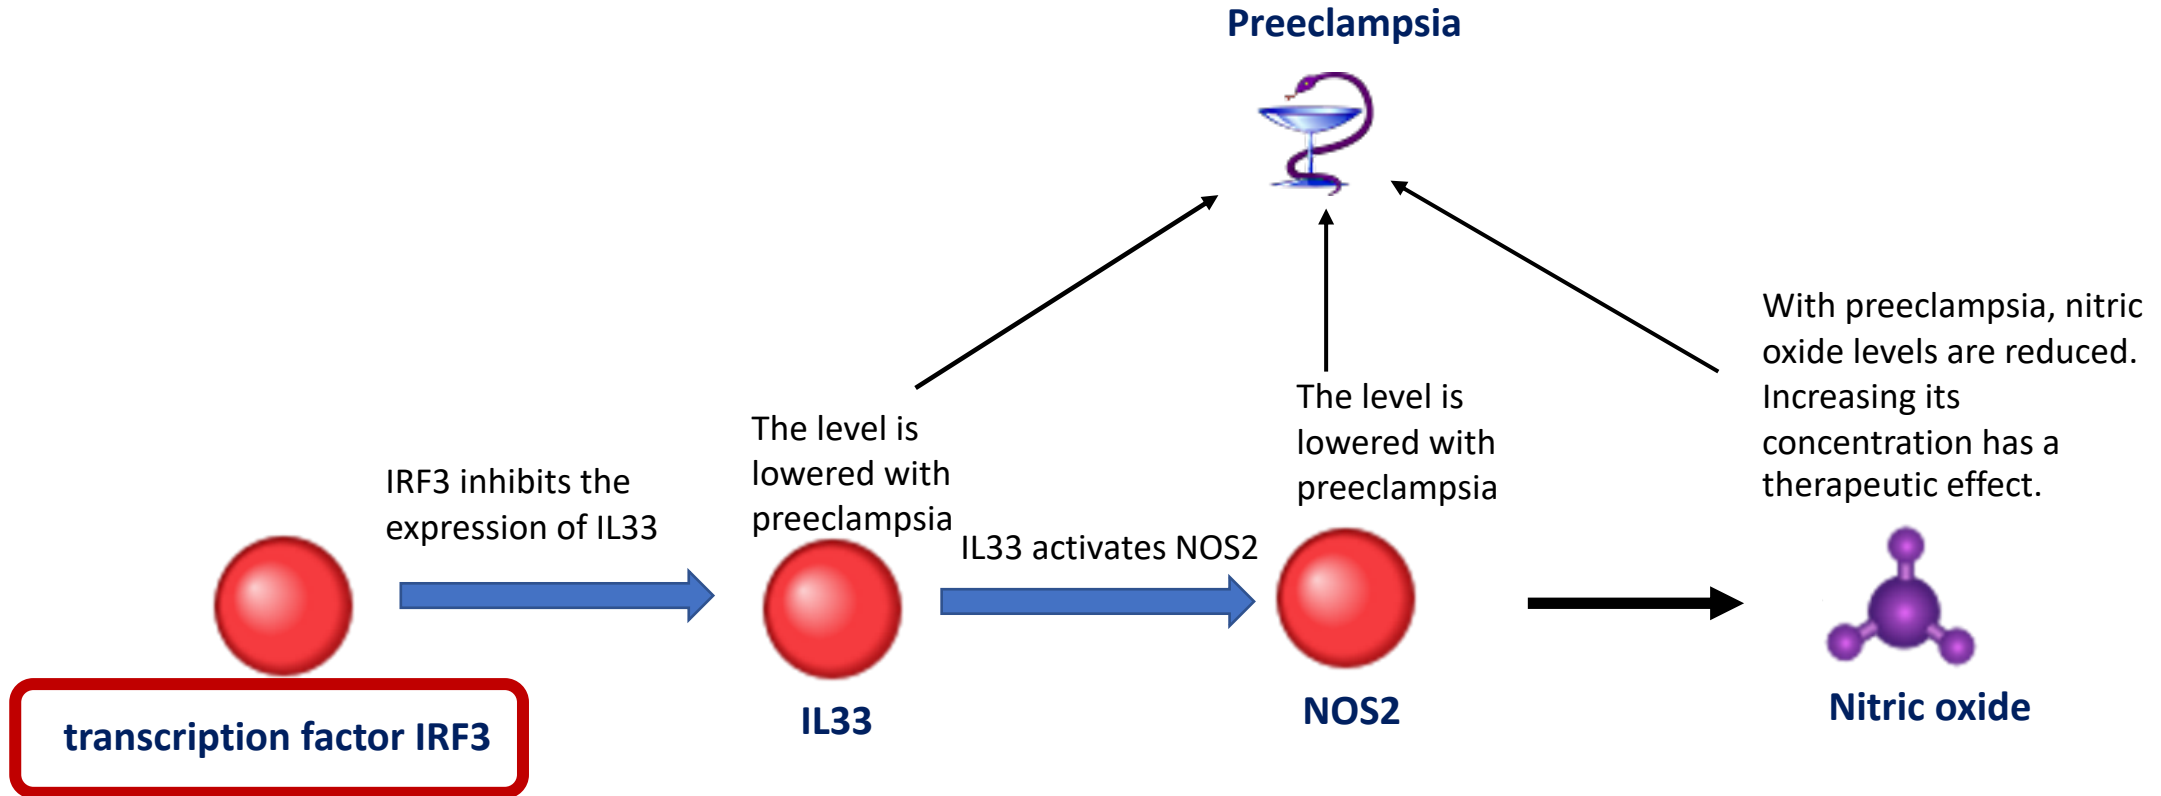 Preeclampsia
With preeclampsia, nitric
oxide levels are reduced.
Increasing its
concentration has a
therapeutic effect.
The level is
lowered with
preeclampsia
The level is
lowered with
preeclampsia
IRF3 inhibits the
expression of IL33
IL33 activates NOS2
transcription factor IRF3
IL33
NOS2
Nitric oxide